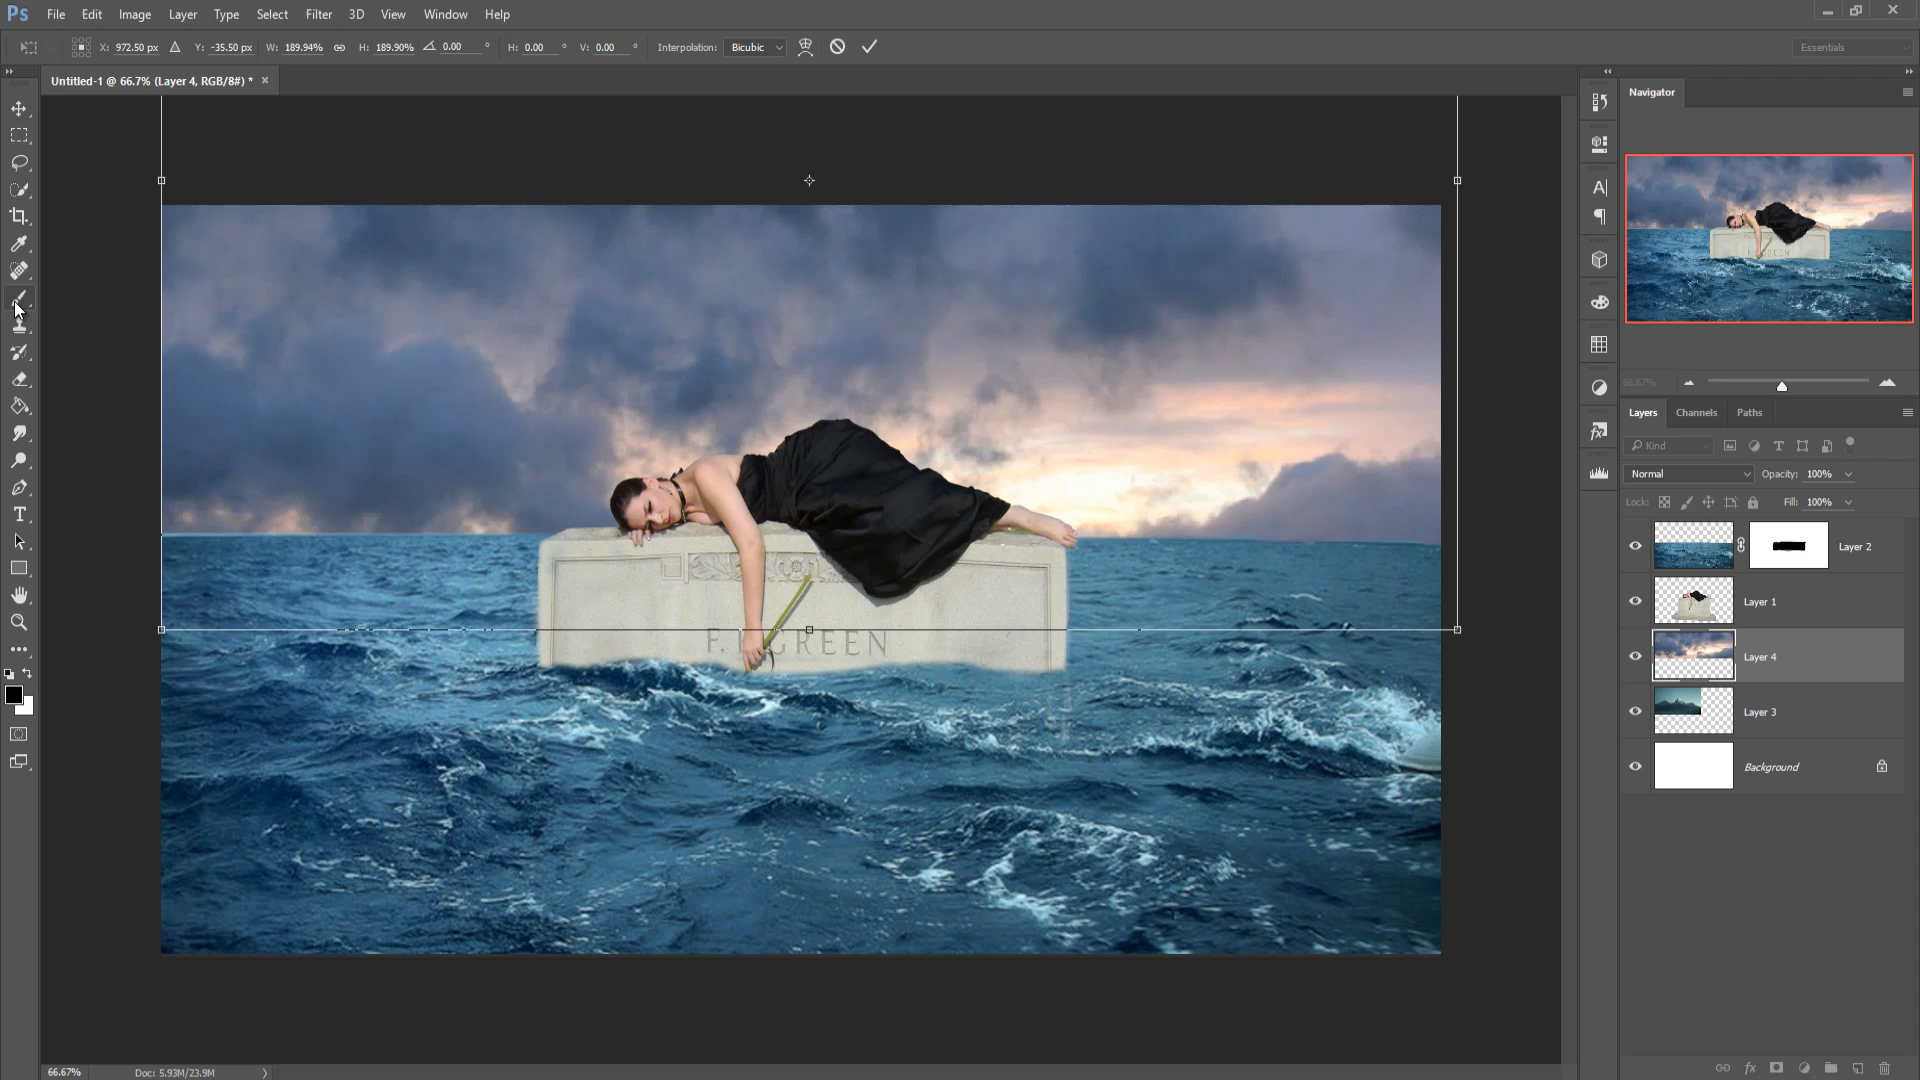 Ps File Edit Image Layer Type Select Filter 3D View Window Help
X: 972.50 px Y: -35.50 px W: 189.94% H: 189.90% 0.00 ° H: 0.00 ° V: 0.00 ° Interpolation: Bicubic Essentials
Untitled-1 @ 66.7% (Layer 4, RGB/8#) * ×
Navigator
66.67%
Layers Channels Paths
Kind
Normal Opacity: 100%
Lock: Fill: 100%
Layer 2
Layer 1
Layer 4
Layer 3
Background
GREEN
66.67% Doc: 5.93M/23.9M